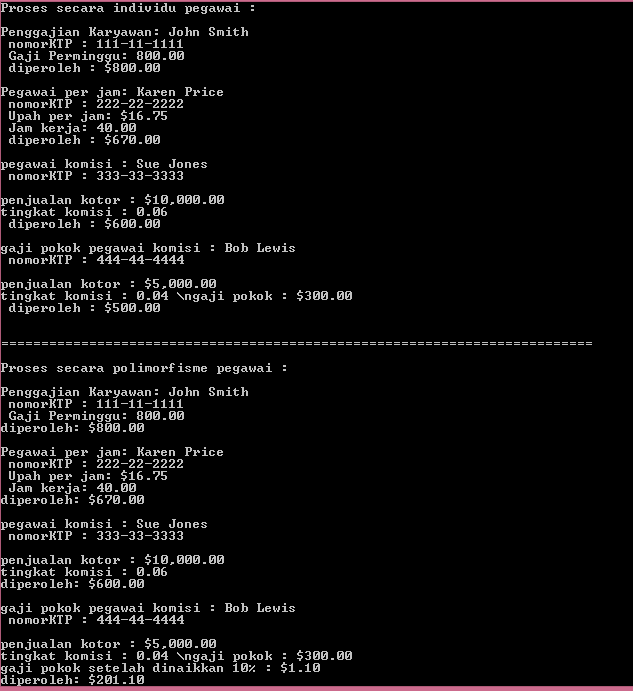 Proses secara individu pegawai :
Penggajian Karyawan: John Smith
nomorKTP : 111-11-1111
Gaji Perminggu: 800.00
diperoleh : $800.00
Pegawai per jam: Karen Price
nomorKTP : 222-22-2222
Upah per jam: $16.75
Jam kerja: 40.00
diperoleh : $670.00
pegawai komisi : Sue Jones
nomorKTP : 333-33-3333
penjualan kotor : $10,000.00
tingkat komisi : 0.06
diperoleh : $600.00
gaji pokok pegawai komisi : Bob Lewis
nomorKTP : 444-44-4444
penjualan kotor : $5,000.00
tingkat komisi : 0.04 \ngaji pokok : $300.00
diperoleh : $500.00
==========================================================================
Proses secara polimorfisme pegawai :
Penggajian Karyawan: John Smith
nomorKTP : 111-11-1111
Gaji Perminggu: 800.00
diperoleh: $800.00
Pegawai per jam: Karen Price
nomorKTP : 222-22-2222
Upah per jam: $16.75
Jam kerja: 40.00
diperoleh: $670.00
pegawai komisi : Sue Jones
nomorKTP : 333-33-3333
penjualan kotor : $10,000.00
tingkat komisi : 0.06
diperoleh: $600.00
gaji pokok pegawai komisi : Bob Lewis
nomorKTP : 444-44-4444
penjualan kotor : $5,000.00
tingkat komisi : 0.04 \ngaji pokok : $300.00
gaji pokok setelah dinaikkan 10% : $1.10
diperoleh: $201.10